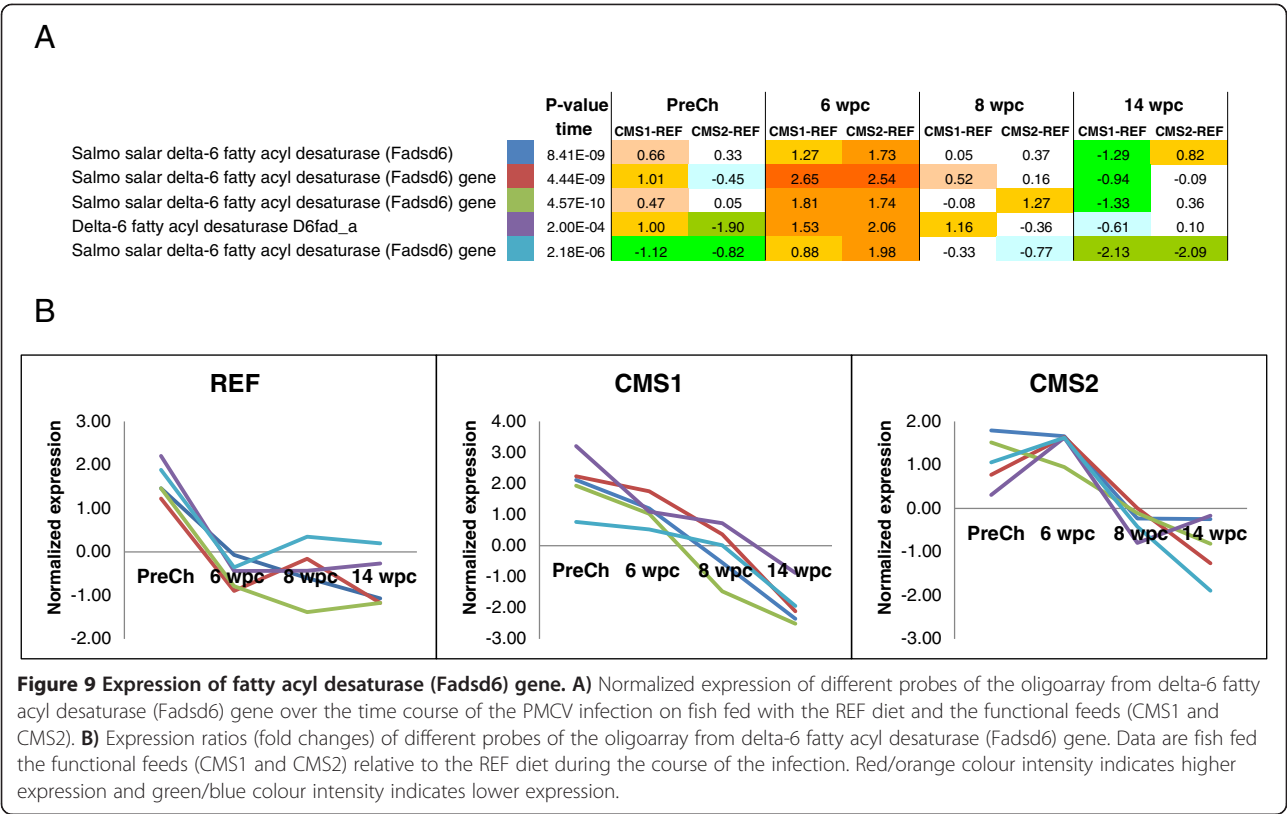 A
P-value PreCh 6 wpc 8 wpc 14 wpc
time CMS1-REF CMS2-REF CMS1-REF CMS2-REF CMS1-REF CMS2-REF CMS1-REF CMS2-REF
Salmo salar delta-6 fatty acyl desaturase (Fadsd6) 8.41E-09 0.66 0.33 1.27 1.73 0.05 0.37 -1.29 0.82
Salmo salar delta-6 fatty acyl desaturase (Fadsd6) gene 4.44E-09 1.01 -0.45 2.65 2.54 0.52 0.16 -0.94 -0.09
Salmo salar delta-6 fatty acyl desaturase (Fadsd6) gene 4.57E-10 0.47 0.05 1.81 1.74 -0.08 1.27 -1.33 0.36
Delta-6 fatty acyl desaturase D6fad_a 2.00E-04 1.00 -1.90 1.53 2.06 1.16 -0.36 -0.61 0.10
Salmo salar delta-6 fatty acyl desaturase (Fadsd6) gene 2.18E-06 -1.12 -0.82 0.88 1.98 -0.33 -0.77 -2.13 -2.09
B
REF
Normalized expression
3.00
2.00
1.00
0.00
-1.00
-2.00
PreCh 6 wpc 8 wpc 14 wpc
CMS1
Normalized expression
4.00
3.00
2.00
1.00
0.00
-1.00
-2.00
-3.00
PreCh 6 wpc 8 wpc 14 wpc
CMS2
Normalized expression
2.00
1.00
0.00
-1.00
-2.00
-3.00
PreCh 6 wpc 8 wpc 14 wpc
Figure 9 Expression of fatty acyl desaturase (Fadsd6) gene. A) Normalized expression of different probes of the oligoarray from delta-6 fatty
acyl desaturase (Fadsd6) gene over the time course of the PMCV infection on fish fed with the REF diet and the functional feeds (CMS1 and
CMS2). B) Expression ratios (fold changes) of different probes of the oligoarray from delta-6 fatty acyl desaturase (Fadsd6) gene. Data are fish fed
the functional feeds (CMS1 and CMS2) relative to the REF diet during the course of the infection. Red/orange colour intensity indicates higher
expression and green/blue colour intensity indicates lower expression.